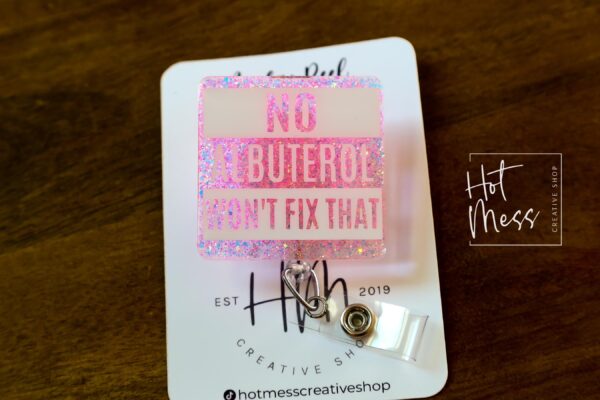 NO
ALBUTEROL
WON'T FIX THAT
EST
2019
CREATIVE SHOP
hotmesscreativeshop
Hot
Mess
CREATIVE SHOP